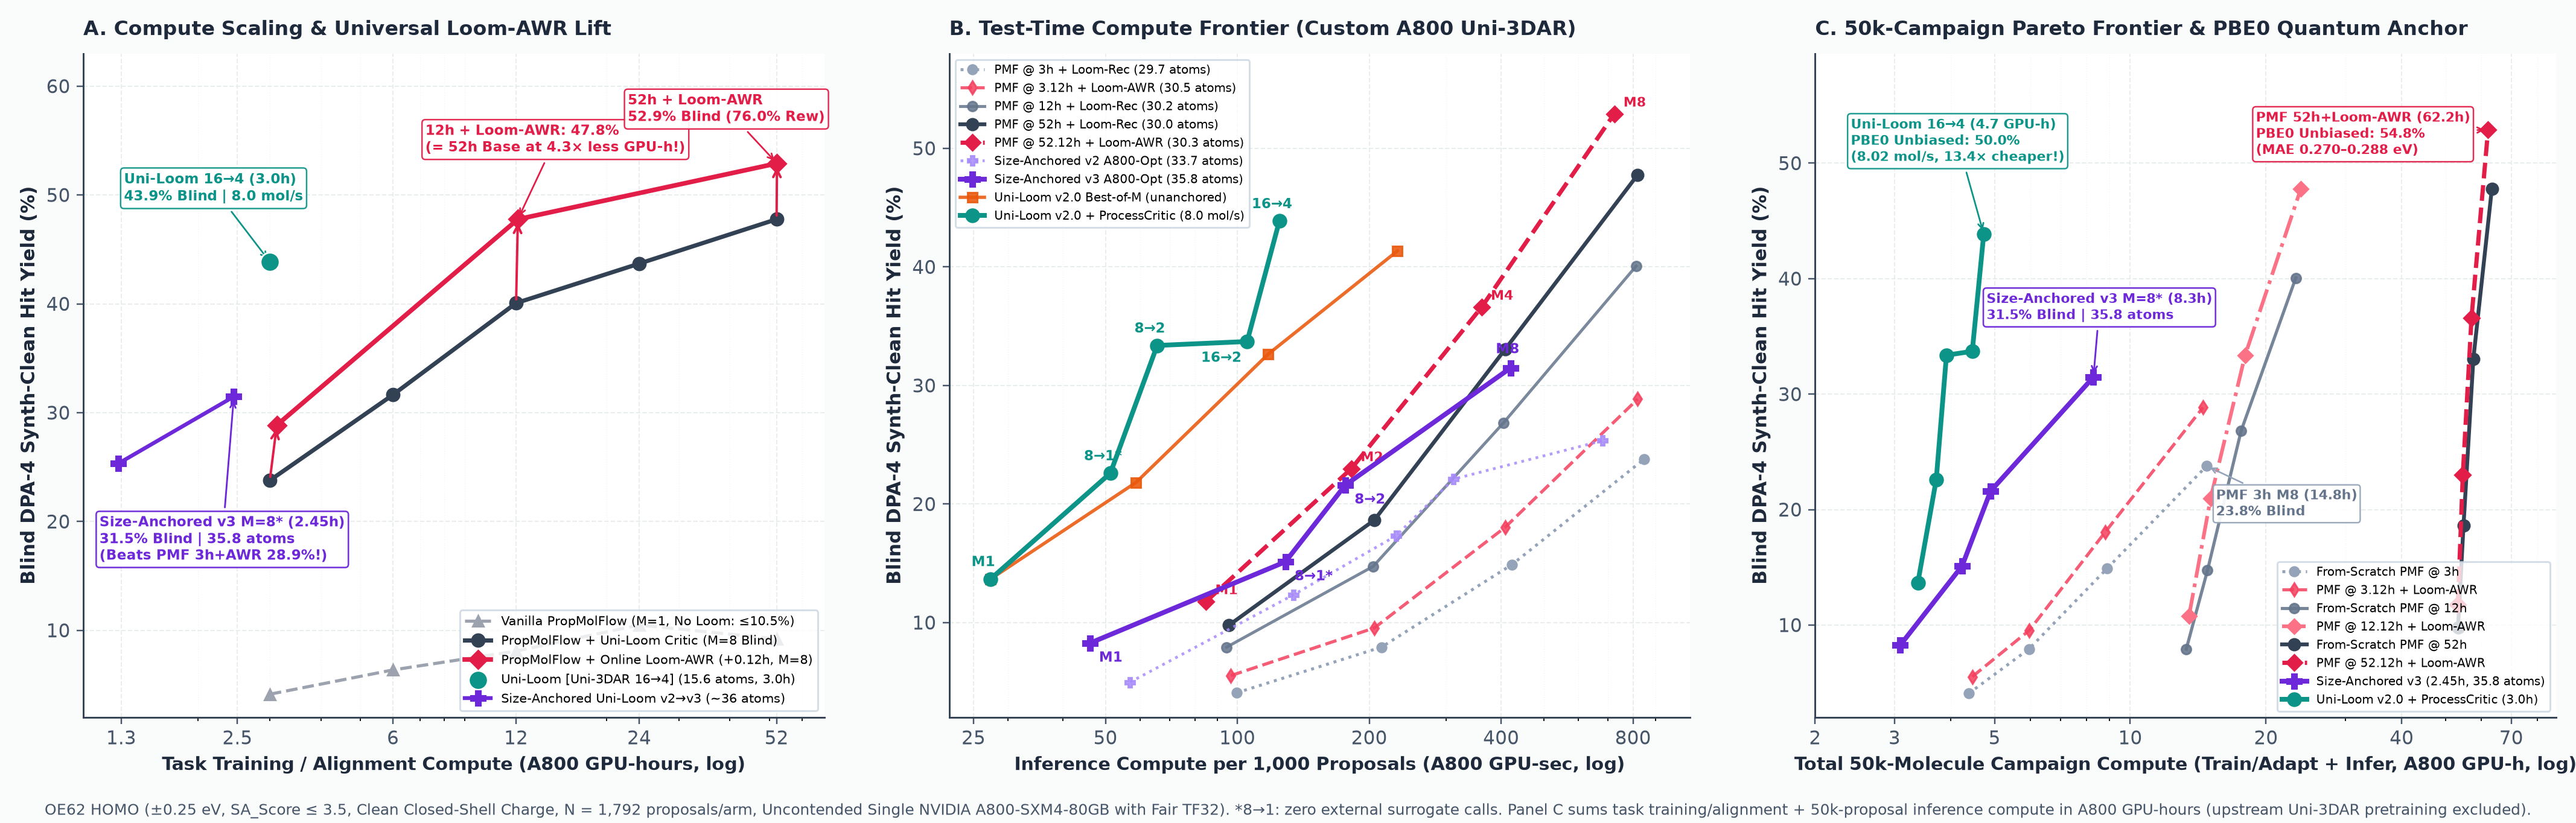 A. Compute Scaling & Universal Loom-AWR Lift
Blind DPA-4 Synth-Clean Hit Yield (%)
60
50
40
30
20
10
52h + Loom-AWR
52.9% Blind (76.0% Rew)
12h + Loom-AWR: 47.8%
(= 52h Base at 4.3× less GPU-h!)
Uni-Loom 16→4 (3.0h)
43.9% Blind | 8.0 mol/s
Size-Anchored v3 M=8* (2.45h)
31.5% Blind | 35.8 atoms
(Beats PMF 3h+AWR 28.9%!)
Vanilla PropMolFlow (M=1, No Loom: ≤10.5%)
PropMolFlow + Uni-Loom Critic (M=8 Blind)
PropMolFlow + Online Loom-AWR (+0.12h, M=8)
Uni-Loom [Uni-3DAR 16→4] (15.6 atoms, 3.0h)
Size-Anchored Uni-Loom v2→v3 (~36 atoms)
1.3 2.5 6 12 24 52
Task Training / Alignment Compute (A800 GPU-hours, log)
B. Test-Time Compute Frontier (Custom A800 Uni-3DAR)
Blind DPA-4 Synth-Clean Hit Yield (%)
50
40
30
20
10
PMF @ 3h + Loom-Rec (29.7 atoms)
PMF @ 3.12h + Loom-AWR (30.5 atoms)
PMF @ 12h + Loom-Rec (30.2 atoms)
PMF @ 52h + Loom-Rec (30.0 atoms)
PMF @ 52.12h + Loom-AWR (30.3 atoms)
Size-Anchored v2 A800-Opt (33.7 atoms)
Size-Anchored v3 A800-Opt (35.8 atoms)
Uni-Loom v2.0 Best-of-M (unanchored)
Uni-Loom v2.0 + ProcessCritic (8.0 mol/s)
M8
16→4
M4
8→2
16→2
M8
8→1
M2
8→2
M1
8→1*
M1
M1
25 50 100 200 400 800
Inference Compute per 1,000 Proposals (A800 GPU-sec, log)
C. 50k-Campaign Pareto Frontier & PBE0 Quantum Anchor
Blind DPA-4 Synth-Clean Hit Yield (%)
50
40
30
20
10
Uni-Loom 16→4 (4.7 GPU-h)
PBE0 Unbiased: 50.0%
(8.02 mol/s, 13.4× cheaper!)
PMF 52h+Loom-AWR (62.2h)
PBE0 Unbiased: 54.8%
(MAE 0.270–0.288 eV)
Size-Anchored v3 M=8* (8.3h)
31.5% Blind | 35.8 atoms
PMF 3h M8 (14.8h)
23.8% Blind
From-Scratch PMF @ 3h
PMF @ 3.12h + Loom-AWR
From-Scratch PMF @ 12h
PMF @ 12.12h + Loom-AWR
From-Scratch PMF @ 52h
PMF @ 52.12h + Loom-AWR
Size-Anchored v3 (2.45h, 35.8 atoms)
Uni-Loom v2.0 + ProcessCritic (3.0h)
2 3 5 10 20 40 70
Total 50k-Molecule Campaign Compute (Train/Adapt + Infer, A800 GPU-h, log)
OE62 HOMO (±0.25 eV, SA_Score ≤ 3.5, Clean Closed-Shell Charge, N = 1,792 proposals/arm, Uncontended Single NVIDIA A800-SXM4-80GB with Fair TF32). *8→1: zero external surrogate calls. Panel C sums task training/alignment + 50k-proposal inference compute in A800 GPU-hours (upstream Uni-3DAR pretraining excluded).